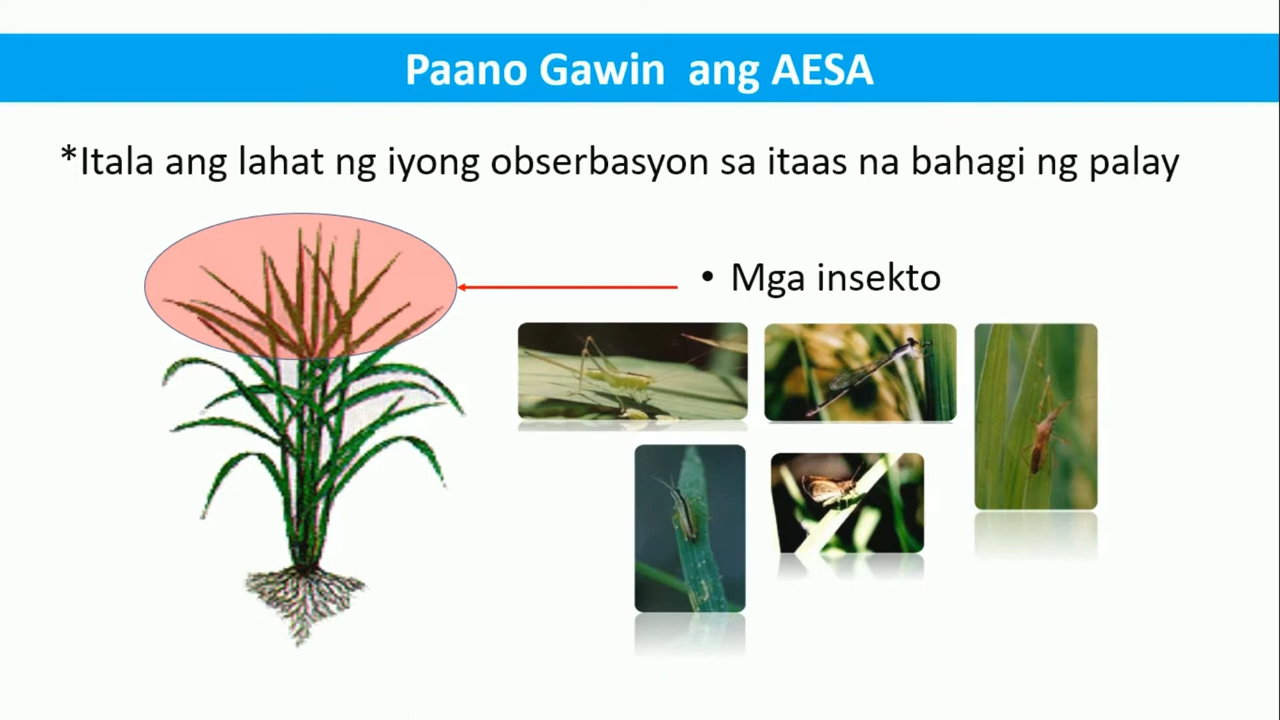 Paano Gawin ang AESA
*Itala ang lahat ng iyong obserbasyon sa itaas na bahagi ng palay
• Mga insekto